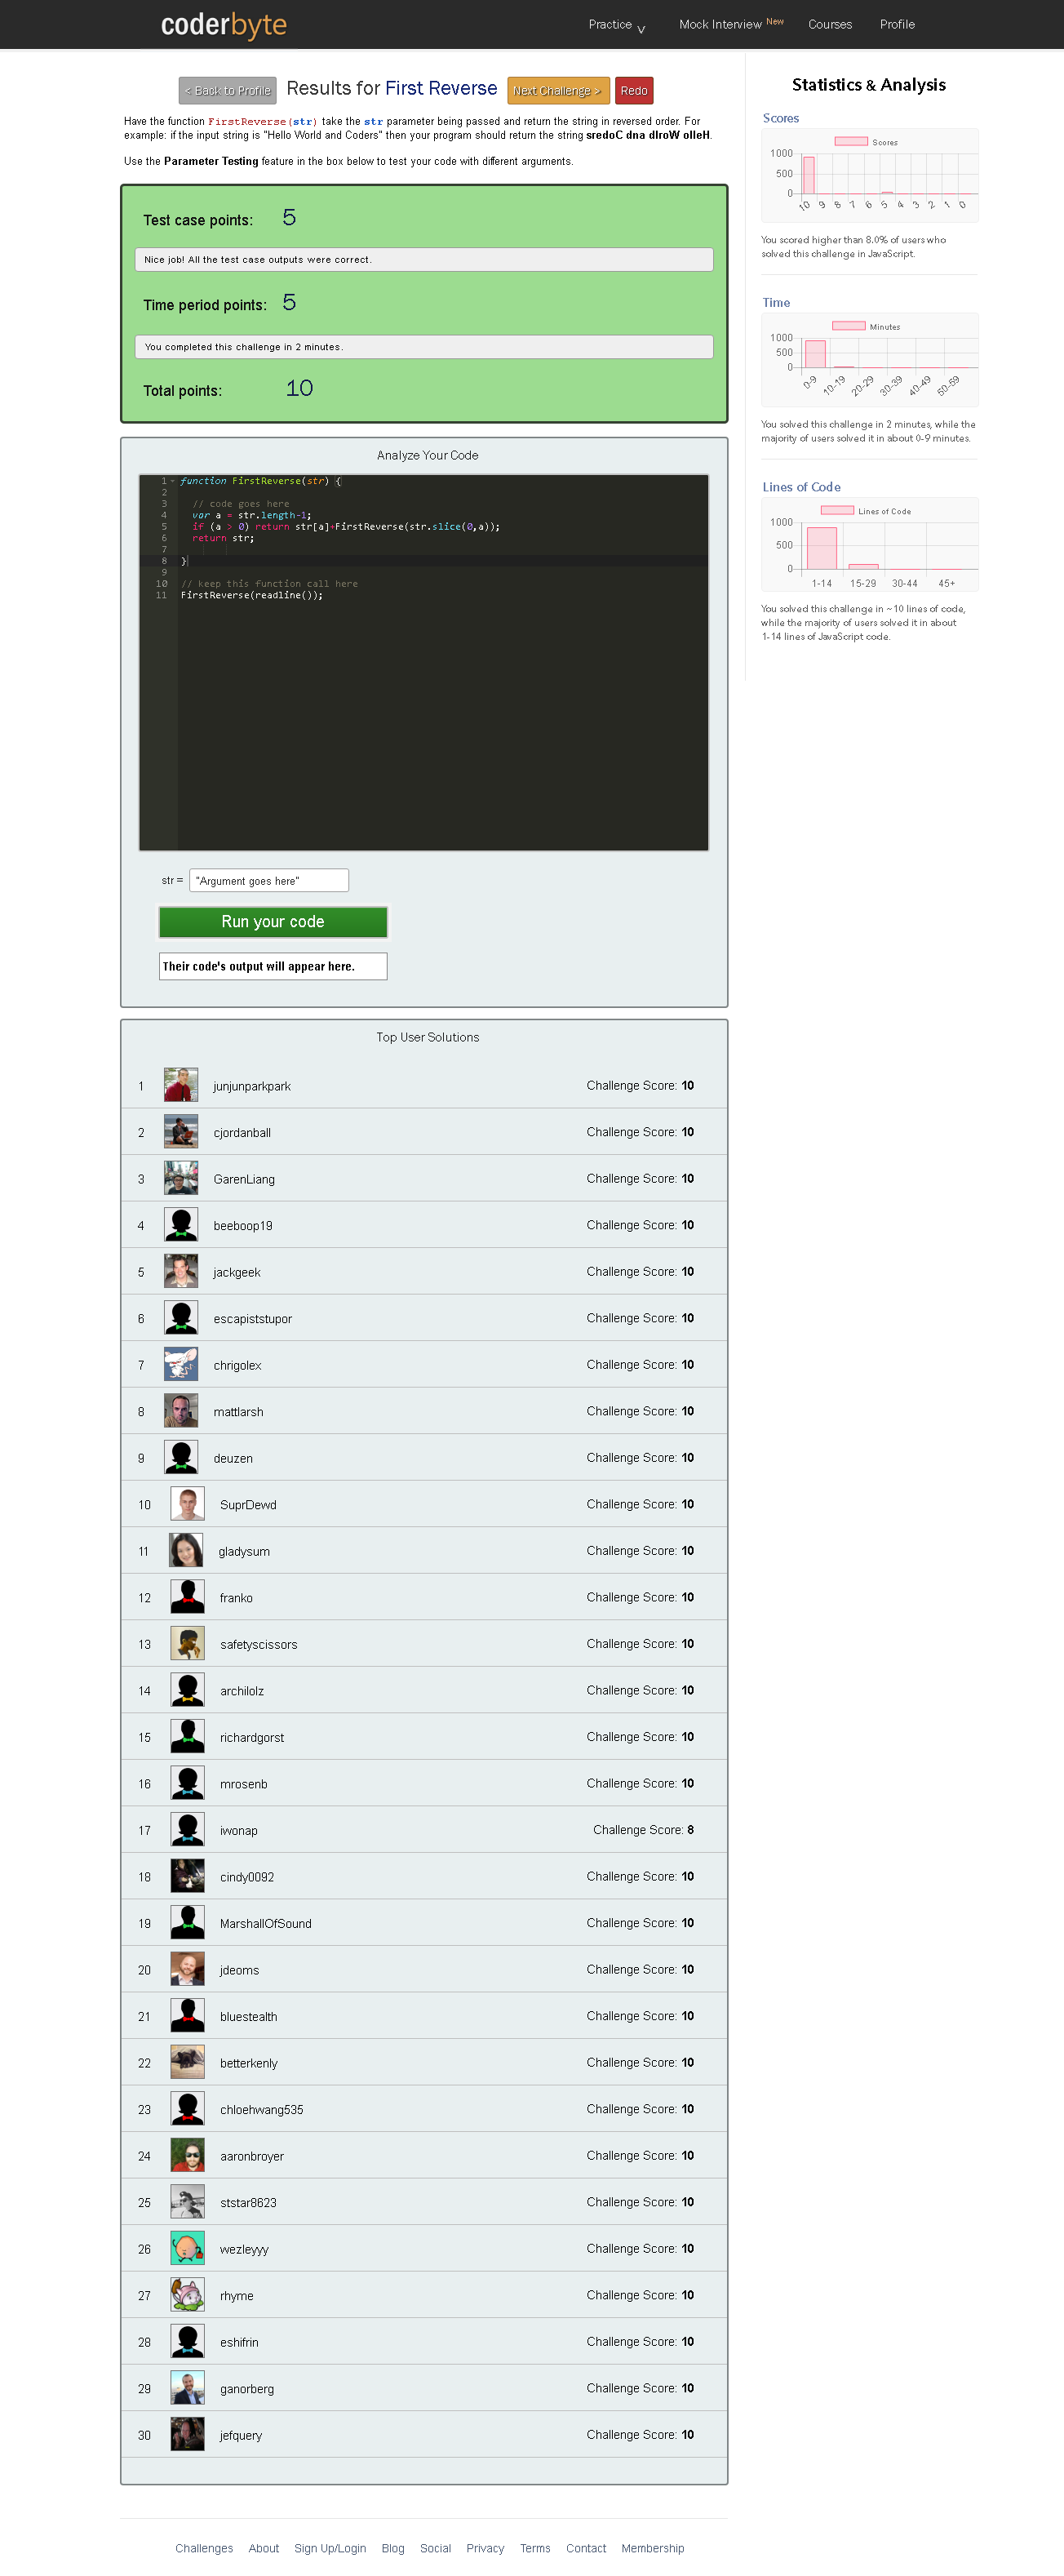 coderbyte
Practice
Mock Interview New
Courses
Profile
< Back to Profile
Results for First Reverse
Next Challenge >
Redo
Have the function FirstReverse(str) take the str parameter being passed and return the string in reversed order. For
example: if the input string is "Hello World and Coders" then your program should return the string sredoC dna dlroW olleH.
Use the Parameter Testing feature in the box below to test your code with different arguments.
Test case points: 5
Nice job! All the test case outputs were correct.
Time period points: 5
You completed this challenge in 2 minutes.
Total points: 10
Analyze Your Code
1 function FirstReverse(str) {
2
3 // code goes here
4 var a = str.length-1;
5 if (a > 0) return str[a]+FirstReverse(str.slice(0,a));
6 return str;
7
8 }
9
10 // keep this function call here
11 FirstReverse(readline());
str = "Argument goes here"
Run your code
Their code's output will appear here.
Top User Solutions
1 junjunparkpark Challenge Score: 10
2 cjordanball Challenge Score: 10
3 GarenLiang Challenge Score: 10
4 beeboop19 Challenge Score: 10
5 jackgeek Challenge Score: 10
6 escapiststupor Challenge Score: 10
7 chrigolex Challenge Score: 10
8 mattlarsh Challenge Score: 10
9 deuzen Challenge Score: 10
10 SuprDewd Challenge Score: 10
11 gladysum Challenge Score: 10
12 franko Challenge Score: 10
13 safetyscissors Challenge Score: 10
14 archilolz Challenge Score: 10
15 richardgorst Challenge Score: 10
16 mrosenb Challenge Score: 10
17 iwonap Challenge Score: 8
18 cindy0092 Challenge Score: 10
19 MarshallOfSound Challenge Score: 10
20 jdeoms Challenge Score: 10
21 bluestealth Challenge Score: 10
22 betterkenly Challenge Score: 10
23 chloehwang535 Challenge Score: 10
24 aaronbroyer Challenge Score: 10
25 ststar8623 Challenge Score: 10
26 wezleyyy Challenge Score: 10
27 rhyme Challenge Score: 10
28 eshifrin Challenge Score: 10
29 ganorberg Challenge Score: 10
30 jefquery Challenge Score: 10
Statistics & Analysis
Scores
Scores
1000
500
0
10 9 8 7 6 5 4 3 2 1 0
You scored higher than 8.0% of users who
solved this challenge in JavaScript.
Time
Minutes
1000
500
0
0-9 10-19 20-29 30-39 40-49 50-59
You solved this challenge in 2 minutes, while the
majority of users solved it in about 0-9 minutes.
Lines of Code
Lines of Code
1000
500
0
1-14 15-29 30-44 45+
You solved this challenge in ~10 lines of code,
while the majority of users solved it in about
1-14 lines of JavaScript code.
Challenges About Sign Up/Login Blog Social Privacy Terms Contact Membership